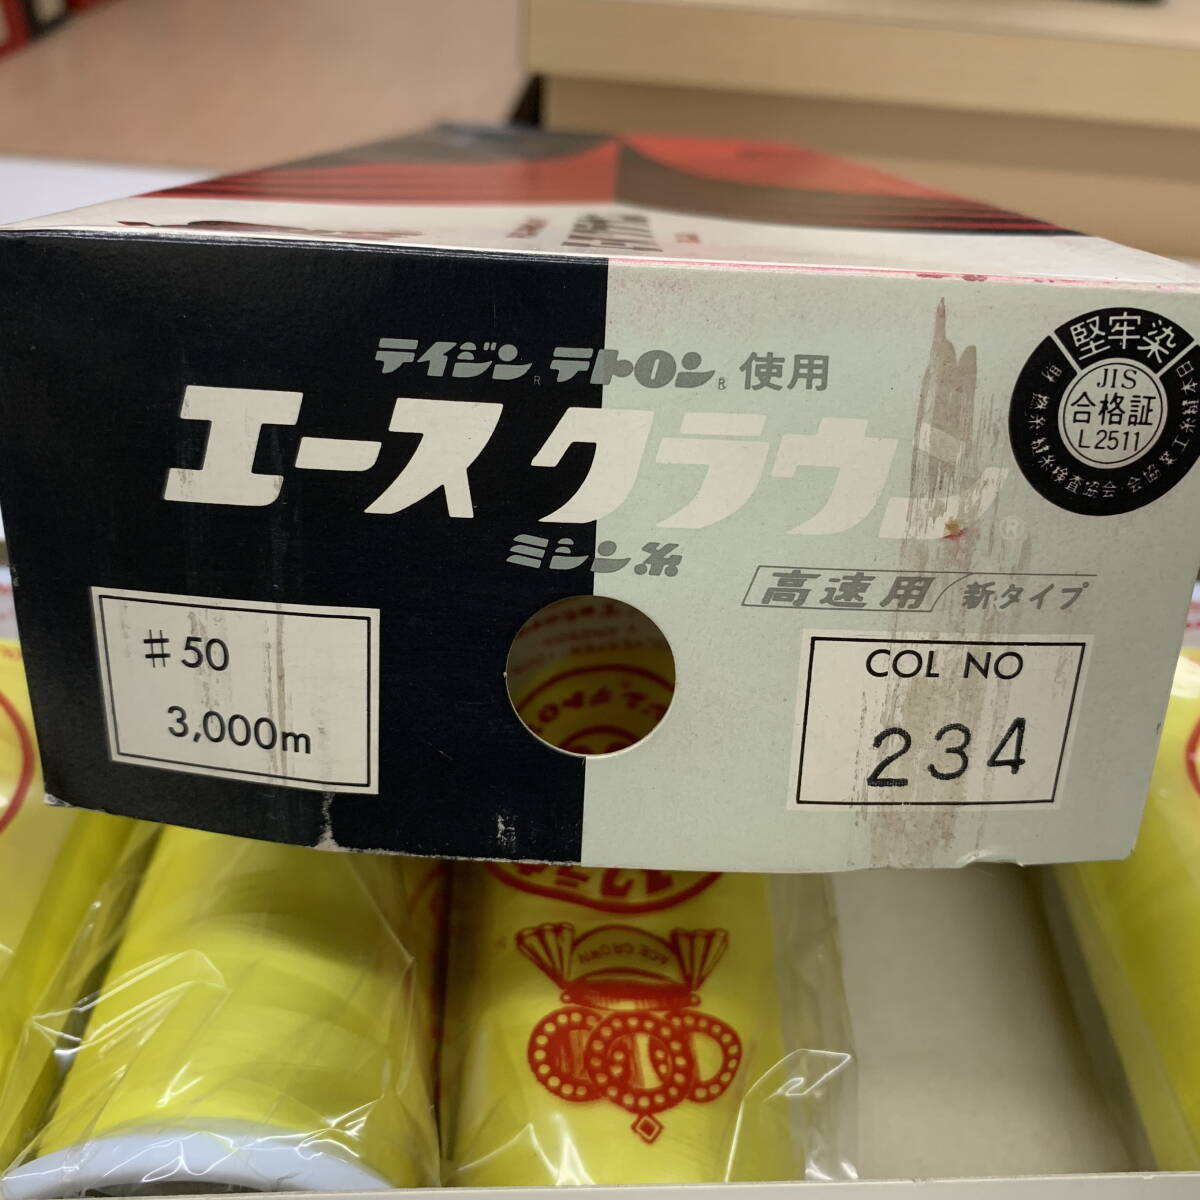 テイジン® テトロン® 使用
エースクラウン®
ミシン糸
高速用 新タイプ
堅牢染
JIS
合格証
L2511
#50
3,000m
COL NO
234
ACE CROWN